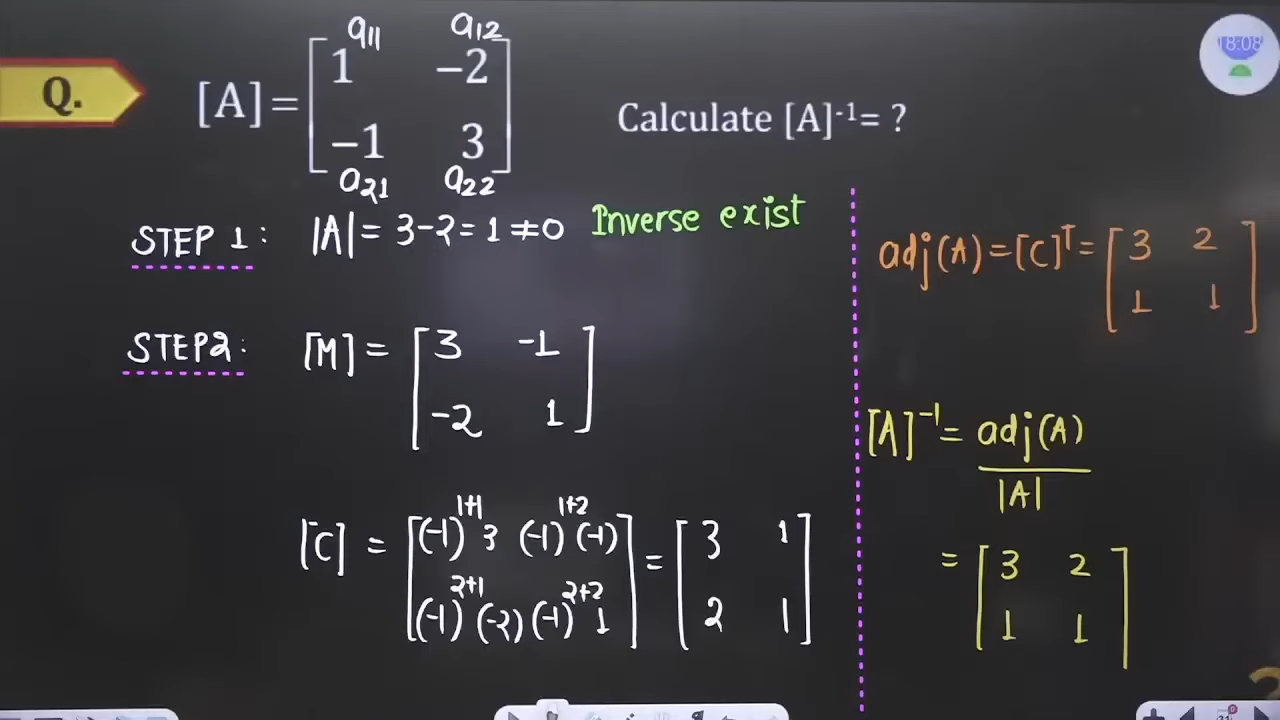 18:08
Q.
a11 a12
[A] = [1 -2
-1 3]
a21 a22
Calculate [A]-1= ?
STEP 1: |A| = 3-2 = 1 ≠ 0 Inverse exist
STEP2: [M] = [3 -1
-2 1]
[C] = [(-1)^1+1 3 (-1)^1+2 (-1)
(-1)^2+1 (-2) (-1)^2+2 1] = [3 1
2 1]
adj(A) = [C]^T = [3 2
1 1]
[A]^-1 = adj(A)
|A|
= [3 2
1 1]
31